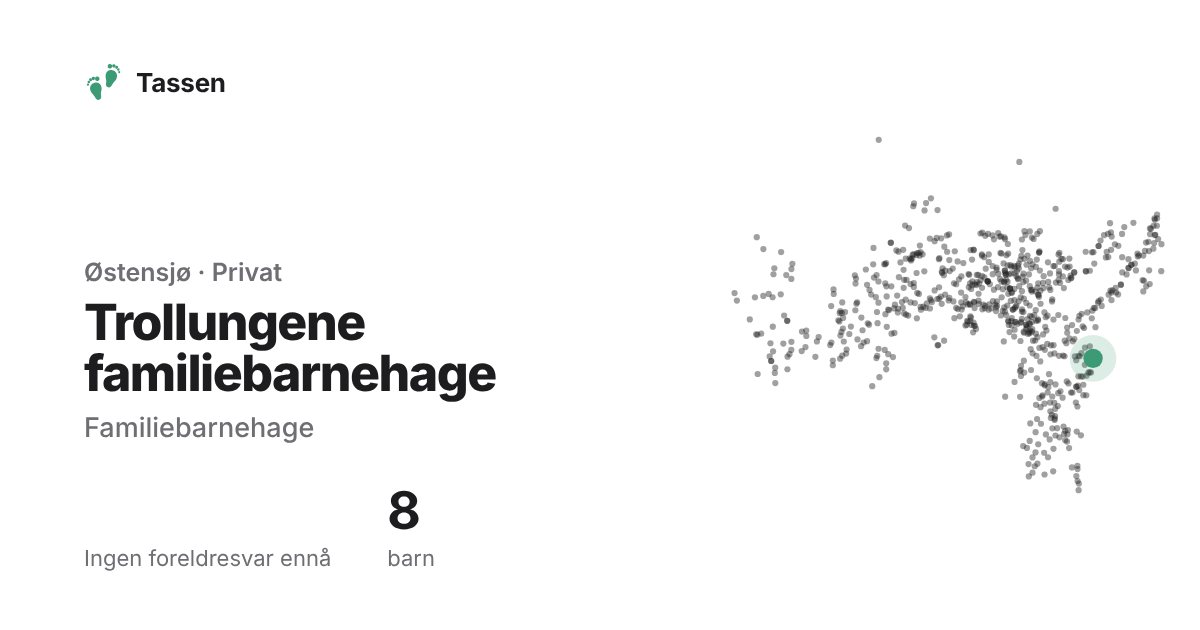 Tassen
Østensjø · Privat
Trollungene
familiebarnehage
Familiebarnehage
8
Ingen foreldresvar ennå
barn